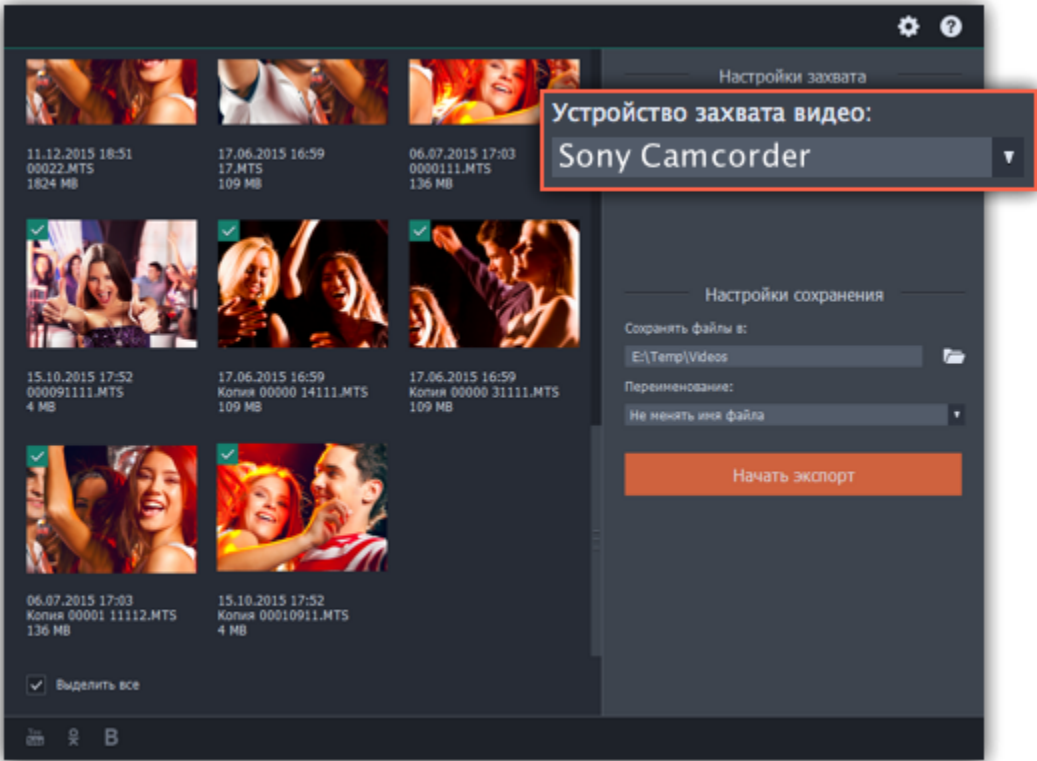 Настройки захвата
Устройство захвата видео:
Sony Camcorder
11.12.2015 18:51
00022.MTS
1824 MB
17.06.2015 16:59
17.MTS
109 MB
06.07.2015 17:03
0000111.MTS
136 MB
15.10.2015 17:52
000091111.MTS
4 MB
17.06.2015 16:59
Копия 00000 14111.MTS
109 MB
17.06.2015 16:59
Копия 00000 31111.MTS
109 MB
06.07.2015 17:03
Копия 00001 11112.MTS
136 MB
15.10.2015 17:52
Копия 00010911.MTS
4 MB
Выделить все
Настройки сохранения
Сохранять файлы в:
E:\Temp\Videos
Переименование:
Не менять имя файла
Начать экспорт
B